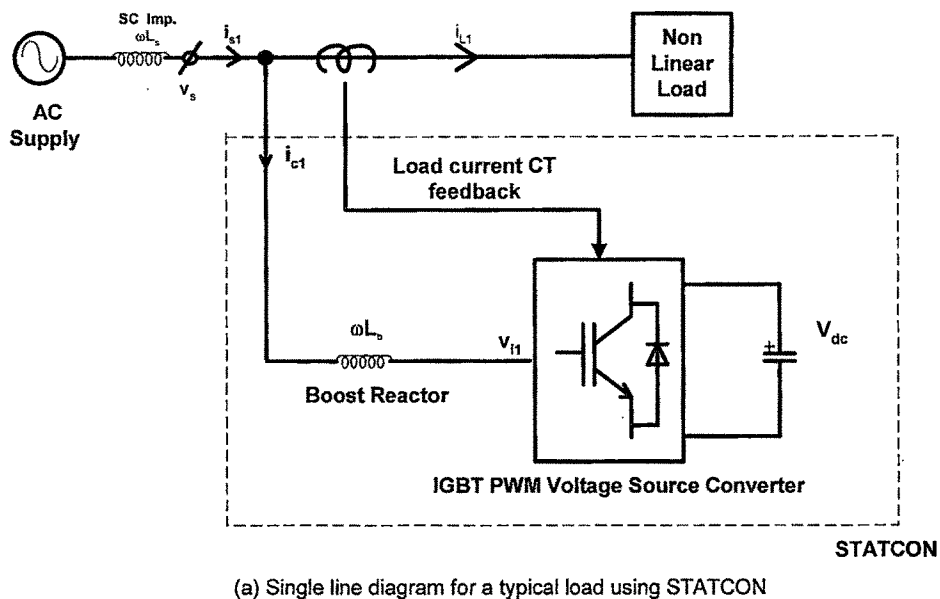 SC Imp.
ωLs
is1
iL1
Non
Linear
Load
vs
AC
Supply
ic1
Load current CT
feedback
ωLb
vi1
Boost Reactor
+
Vdc
IGBT PWM Voltage Source Converter
STATCON
(a) Single line diagram for a typical load using STATCON